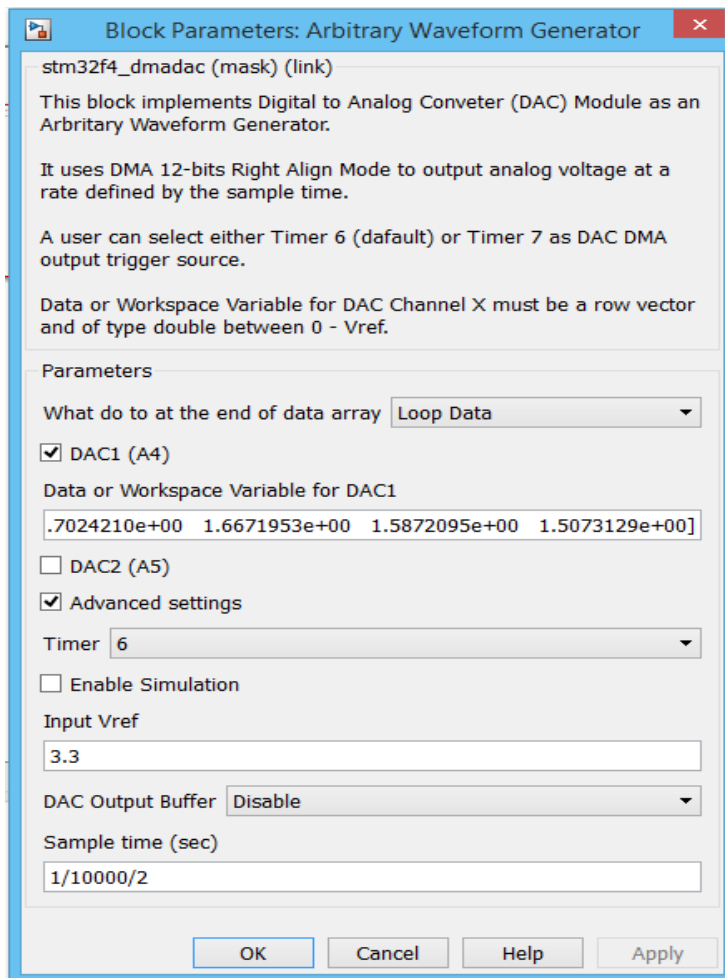 Block Parameters: Arbitrary Waveform Generator
stm32f4_dmadac (mask) (link)
This block implements Digital to Analog Conveter (DAC) Module as an
Arbritary Waveform Generator.
It uses DMA 12-bits Right Align Mode to output analog voltage at a
rate defined by the sample time.
A user can select either Timer 6 (dafault) or Timer 7 as DAC DMA
output trigger source.
Data or Workspace Variable for DAC Channel X must be a row vector
and of type double between 0 - Vref.
Parameters
What do to at the end of data array Loop Data
DAC1 (A4)
Data or Workspace Variable for DAC1
.7024210e+00 1.6671953e+00 1.5872095e+00 1.5073129e+00]
DAC2 (A5)
Advanced settings
Timer 6
Enable Simulation
Input Vref
3.3
DAC Output Buffer Disable
Sample time (sec)
1/10000/2
OK Cancel Help Apply